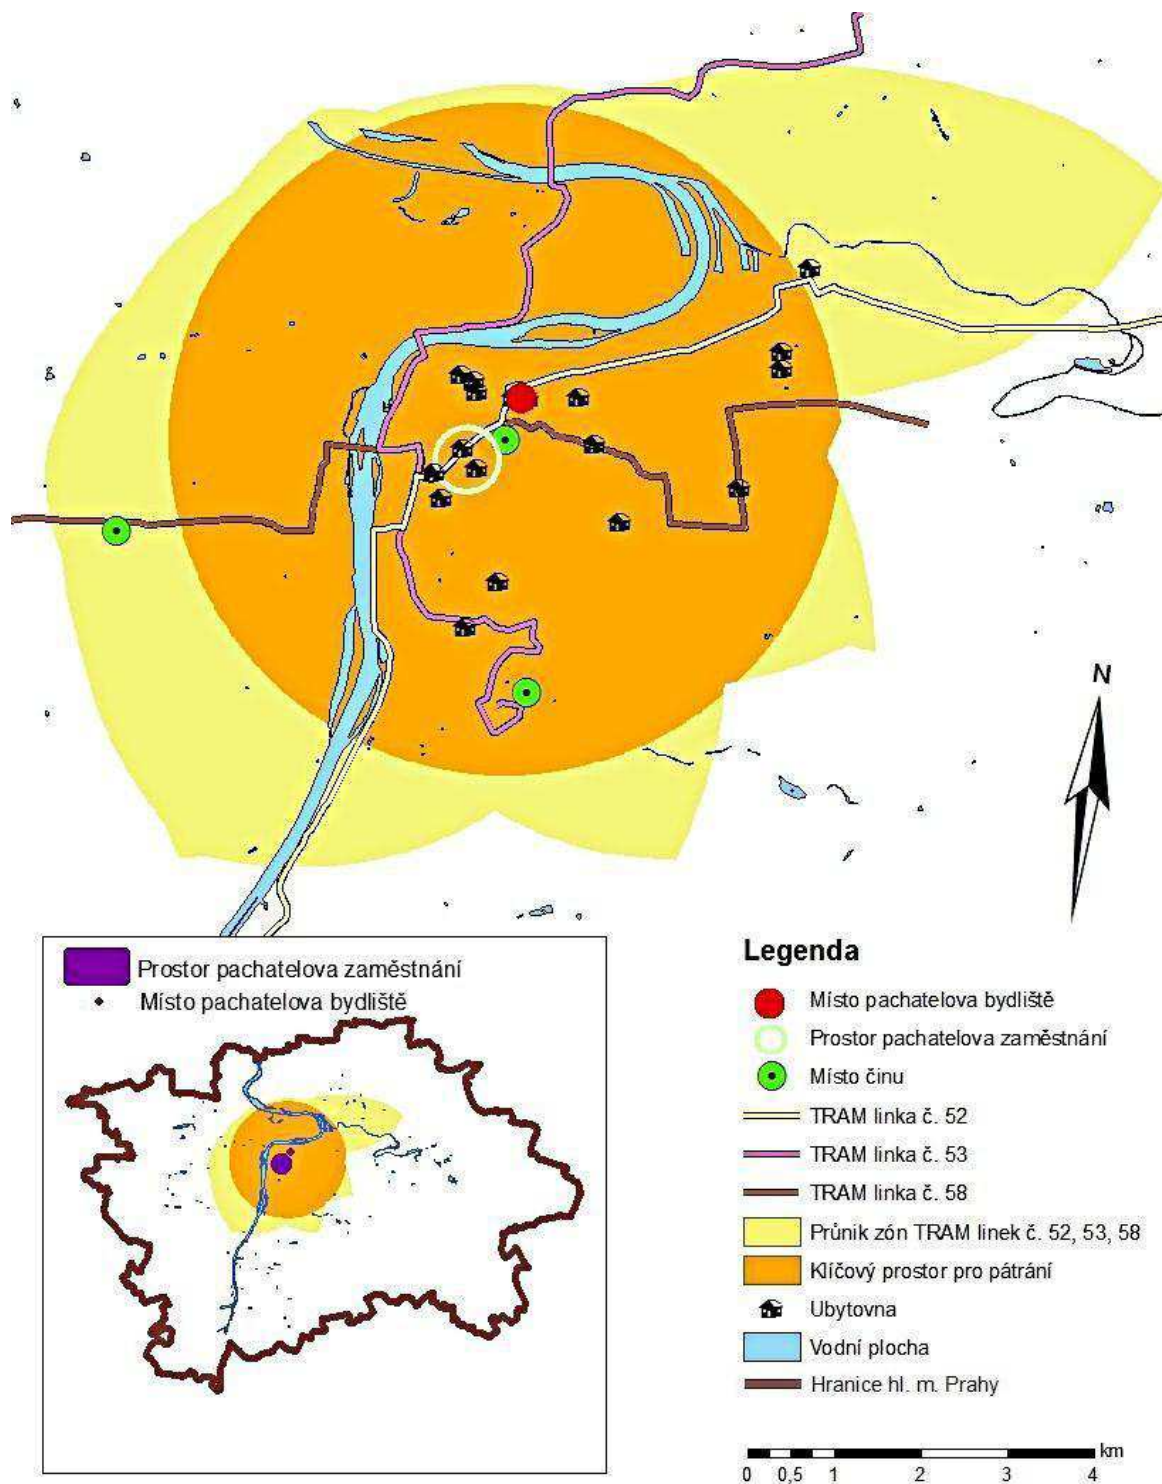 N
Prostor pachatelova zaměstnání
Místo pachatelova bydliště
Legenda
Místo pachatelova bydliště
Prostor pachatelova zaměstnání
Místo činu
TRAM linka č. 52
TRAM linka č. 53
TRAM linka č. 58
Průnik zón TRAM linek č. 52, 53, 58
Klíčový prostor pro pátrání
Ubytovna
Vodní plocha
Hranice hl. m. Prahy
km
0 0,5 1 2 3 4